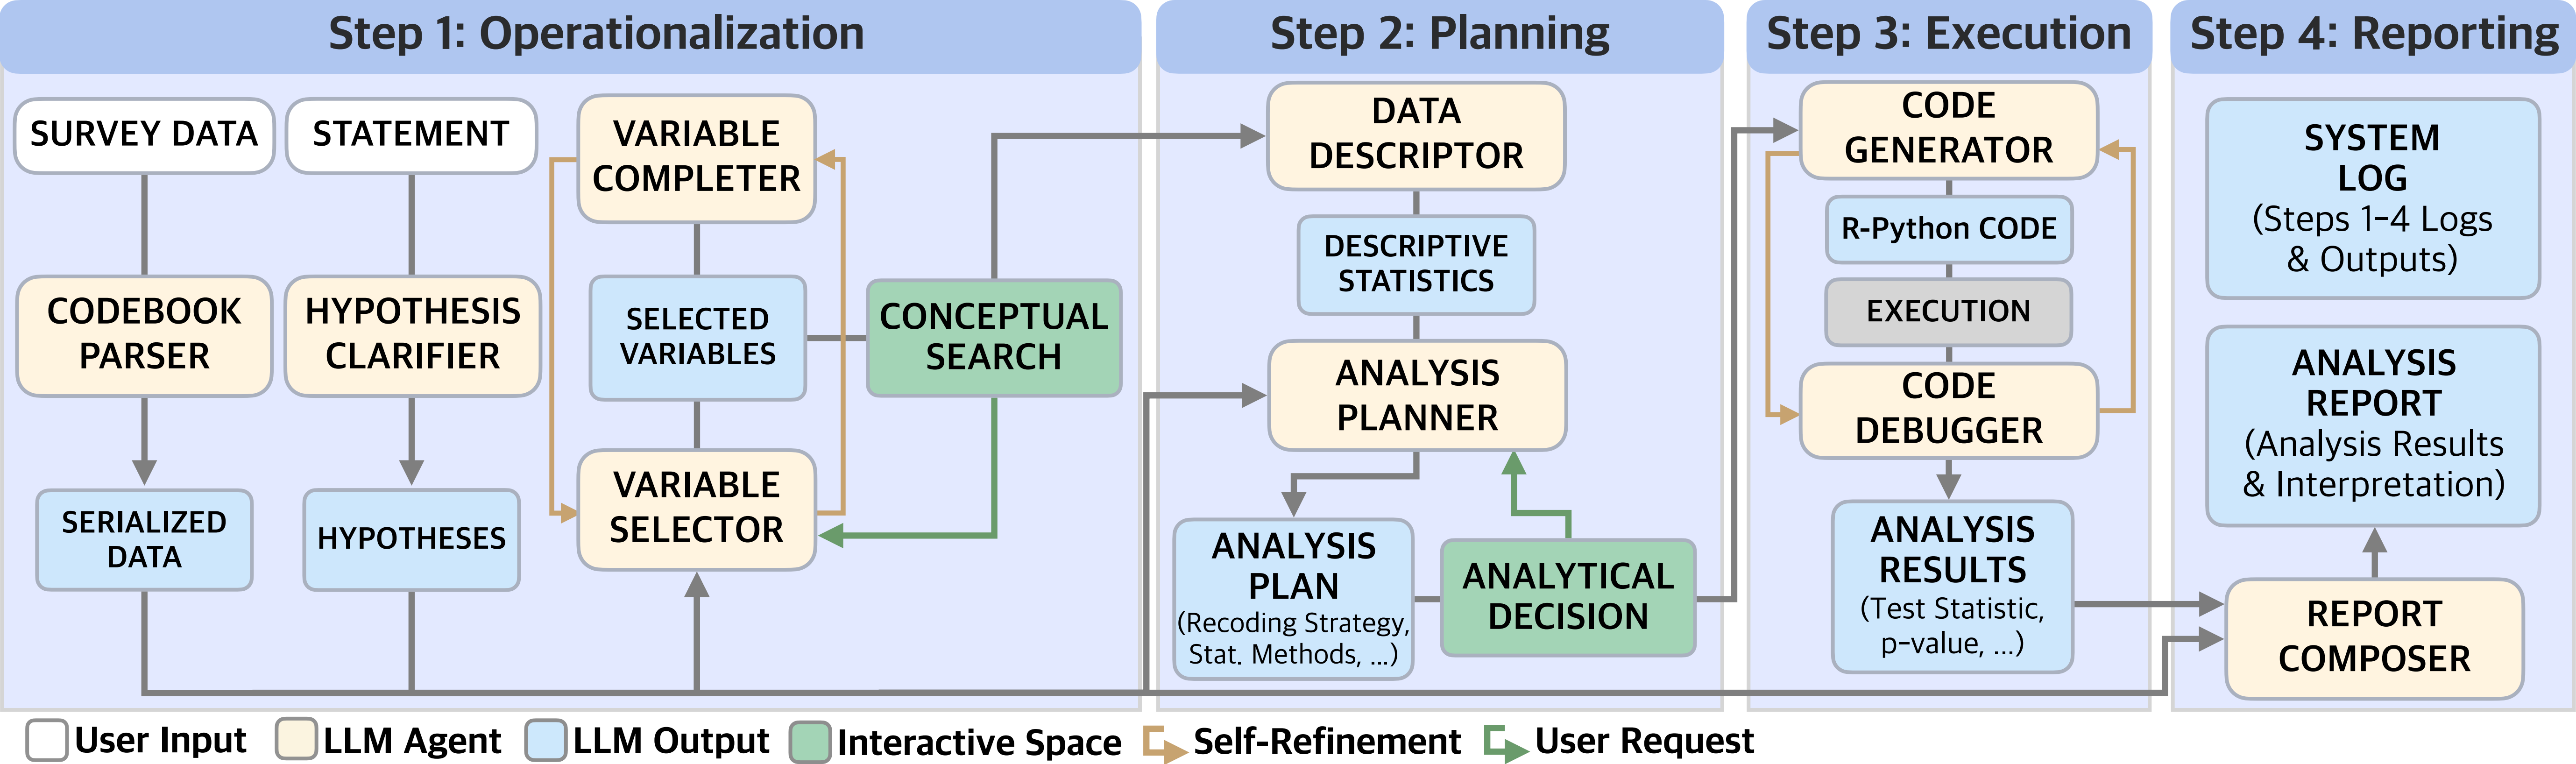 Step 1: Operationalization
SURVEY DATA
STATEMENT
VARIABLE
COMPLETER
CODEBOOK
PARSER
HYPOTHESIS
CLARIFIER
SELECTED
VARIABLES
CONCEPTUAL
SEARCH
SERIALIZED
DATA
HYPOTHESES
VARIABLE
SELECTOR
Step 2: Planning
DATA
DESCRIPTOR
DESCRIPTIVE
STATISTICS
ANALYSIS
PLANNER
ANALYSIS
PLAN
(Recoding Strategy,
Stat. Methods, ...)
ANALYTICAL
DECISION
Step 3: Execution
CODE
GENERATOR
R-Python CODE
EXECUTION
CODE
DEBUGGER
ANALYSIS
RESULTS
(Test Statistic,
p-value, ...)
Step 4: Reporting
SYSTEM
LOG
(Steps 1-4 Logs
& Outputs)
ANALYSIS
REPORT
(Analysis Results
& Interpretation)
REPORT
COMPOSER
User Input
LLM Agent
LLM Output
Interactive Space
Self-Refinement
User Request